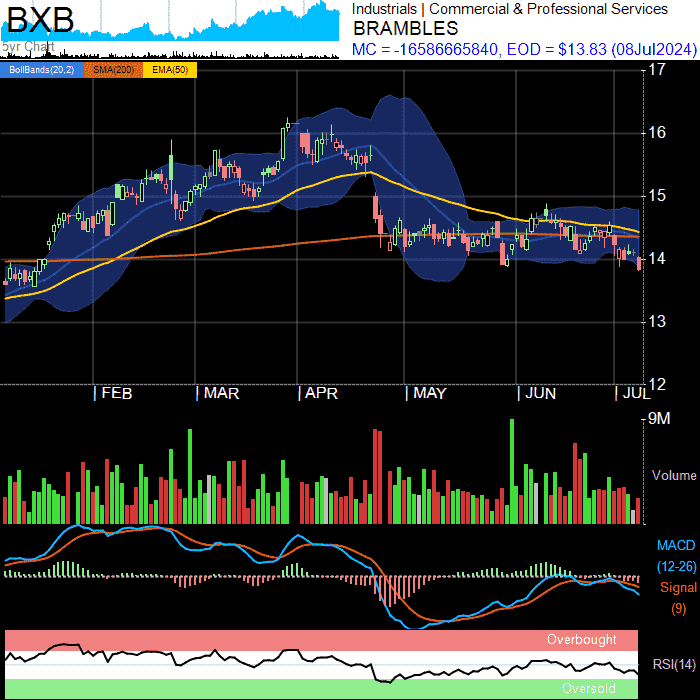 BXB
5yr Chart
Industrials | Commercial & Professional Services
BRAMBLES
MC = -16586665840, EOD = $13.83 (08Jul2024)
BollBands(20,2) SMA(200) EMA(50)
17
16
15
14
13
12
| FEB | MAR | APR | MAY | JUN | JUL
9M
Volume
MACD
(12-26)
Signal
(9)
Overbought
RSI(14)
Oversold